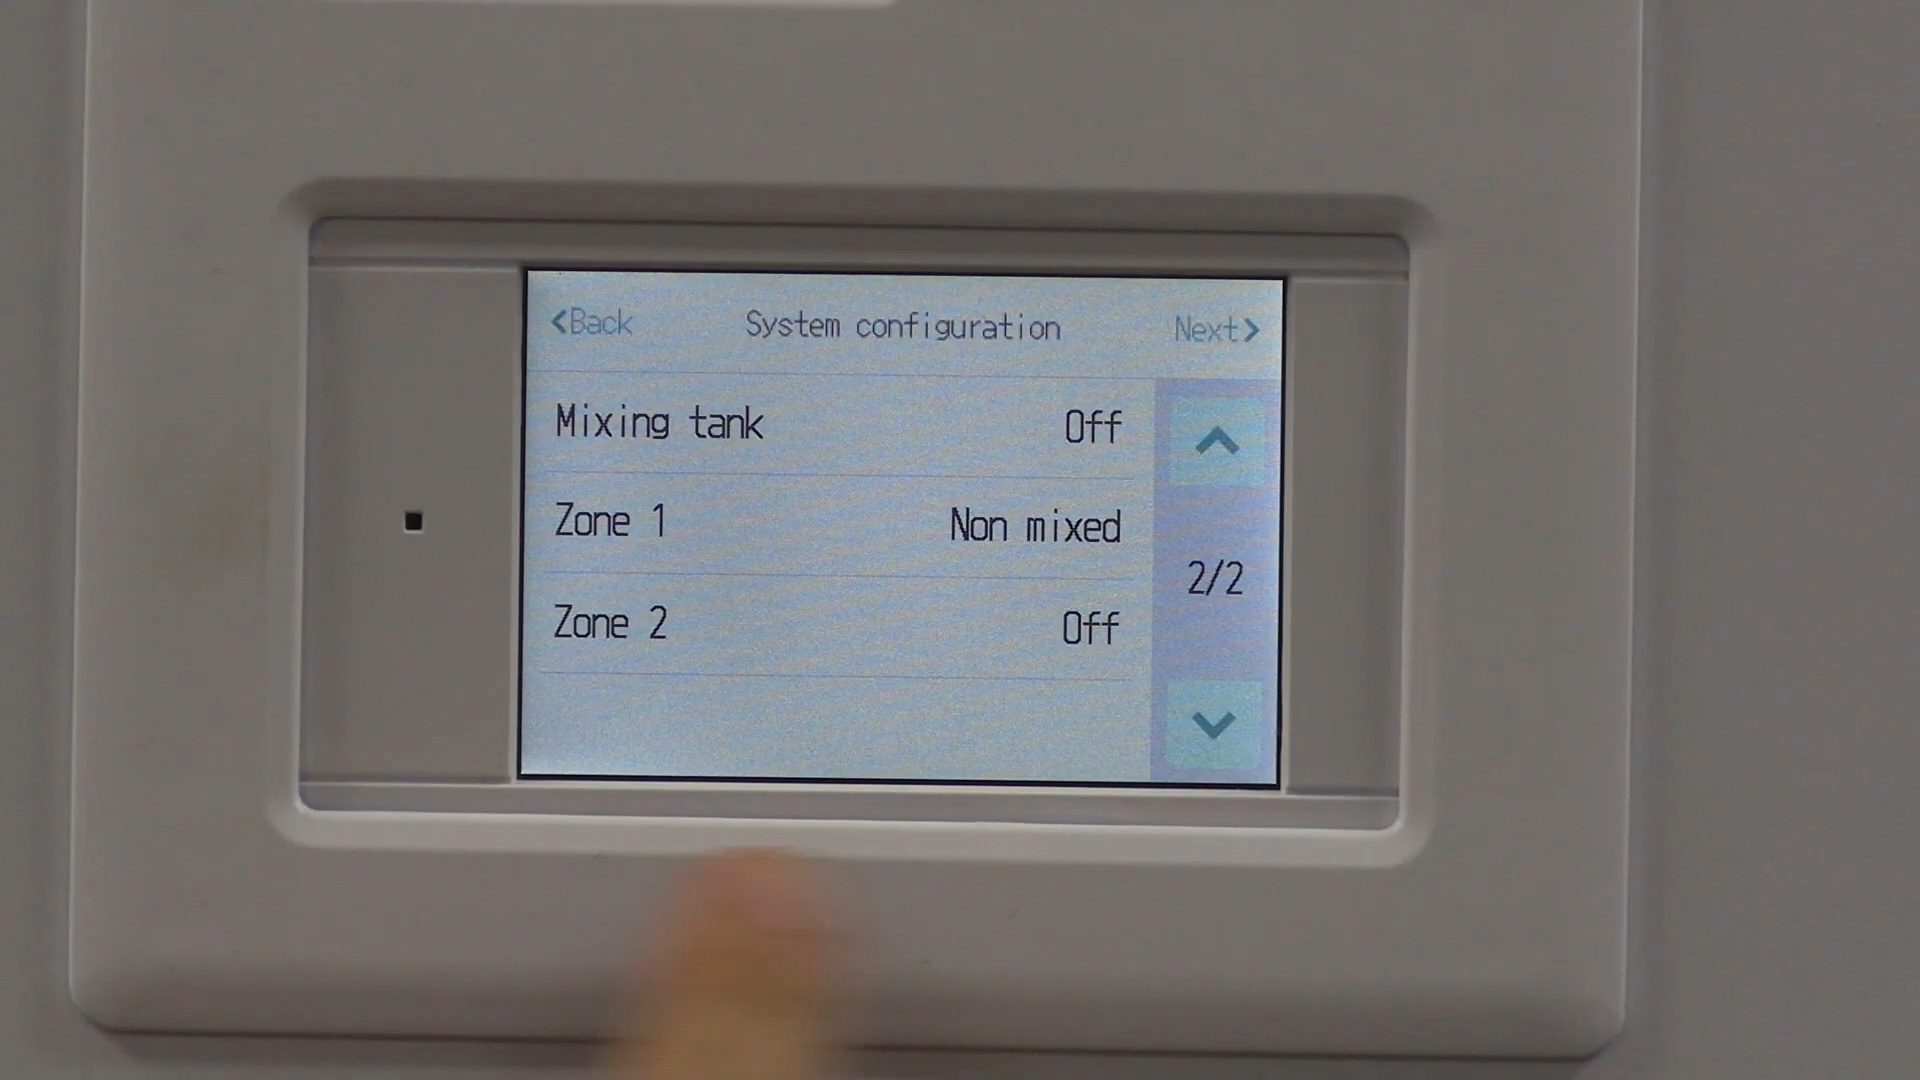 <Back System configuration Next>
Mixing tank Off
Zone 1 Non mixed
2/2
Zone 2 Off